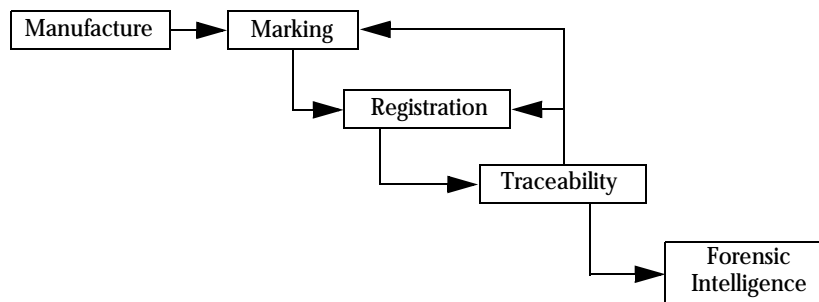 Manufacture
Marking
Registration
Traceability
Forensic
Intelligence